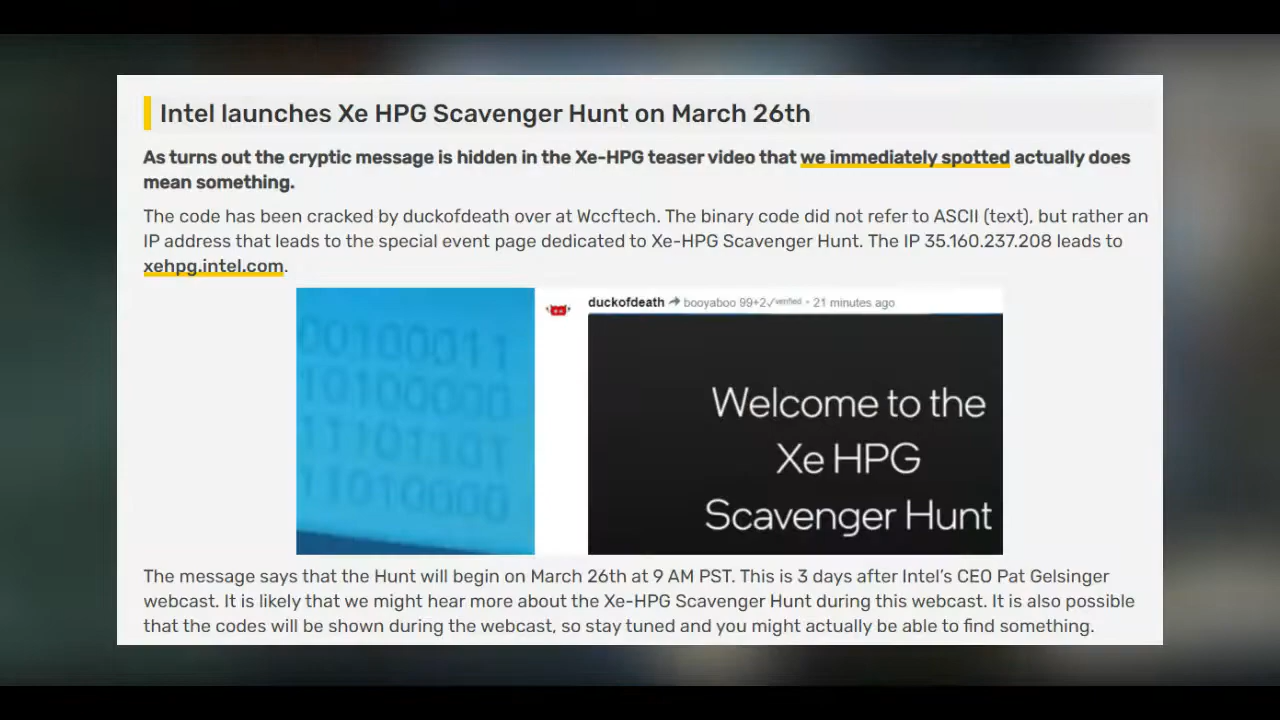 Intel launches Xe HPG Scavenger Hunt on March 26th
As turns out the cryptic message is hidden in the Xe-HPG teaser video that we immediately spotted actually does
mean something.
The code has been cracked by duckofdeath over at Wccftech. The binary code did not refer to ASCII (text), but rather an
IP address that leads to the special event page dedicated to Xe-HPG Scavenger Hunt. The IP 35.160.237.208 leads to
xehpg.intel.com.
00100011
10100000
11101101
11010000
duckofdeath booyaboo 99+2✓verified • 21 minutes ago
Welcome to the
Xe HPG
Scavenger Hunt
The message says that the Hunt will begin on March 26th at 9 AM PST. This is 3 days after Intel's CEO Pat Gelsinger
webcast. It is likely that we might hear more about the Xe-HPG Scavenger Hunt during this webcast. It is also possible
that the codes will be shown during the webcast, so stay tuned and you might actually be able to find something.